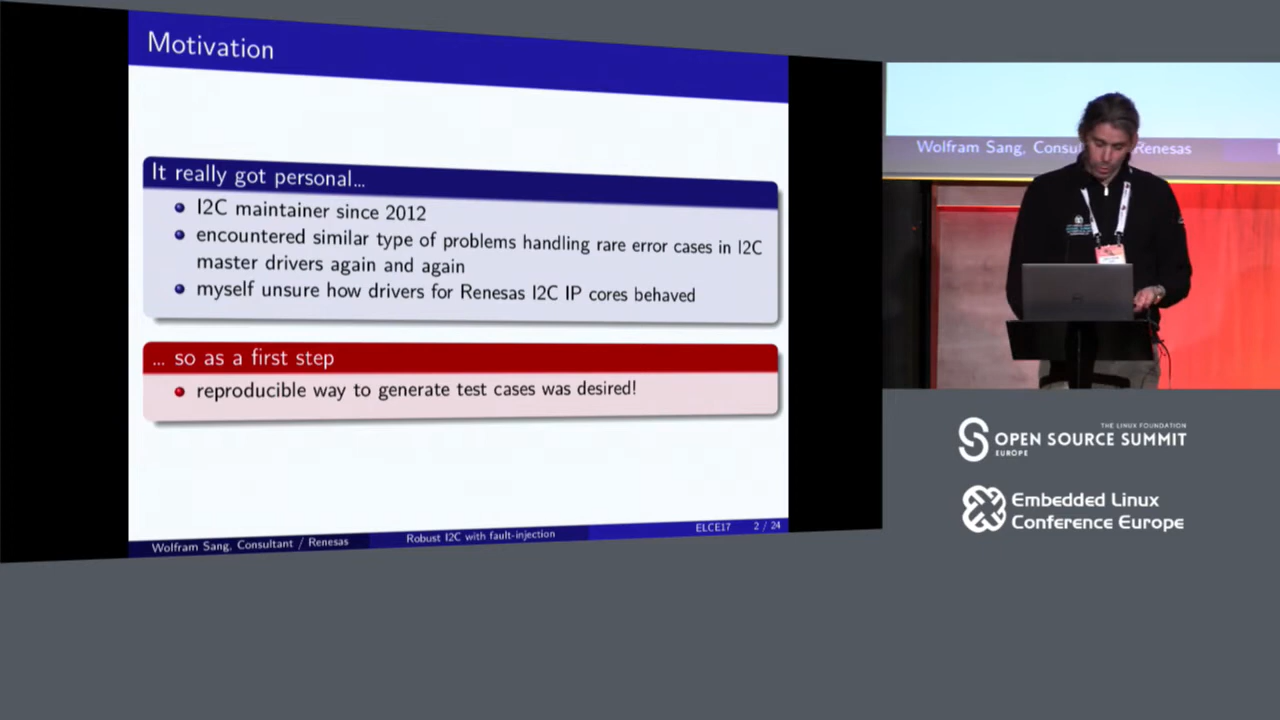 Motivation
It really got personal...
I2C maintainer since 2012
encountered similar type of problems handling rare error cases in I2C
master drivers again and again
myself unsure how drivers for Renesas I2C IP cores behaved
... so as a first step
reproducible way to generate test cases was desired!
Wolfram Sang, Consultant / Renesas
Robust I2C with fault-injection
ELCE17
2 / 24
Wolfram Sang, Consu
Renesas
THE LINUX FOUNDATION
OPEN SOURCE SUMMIT
EUROPE
Embedded Linux
Conference Europe